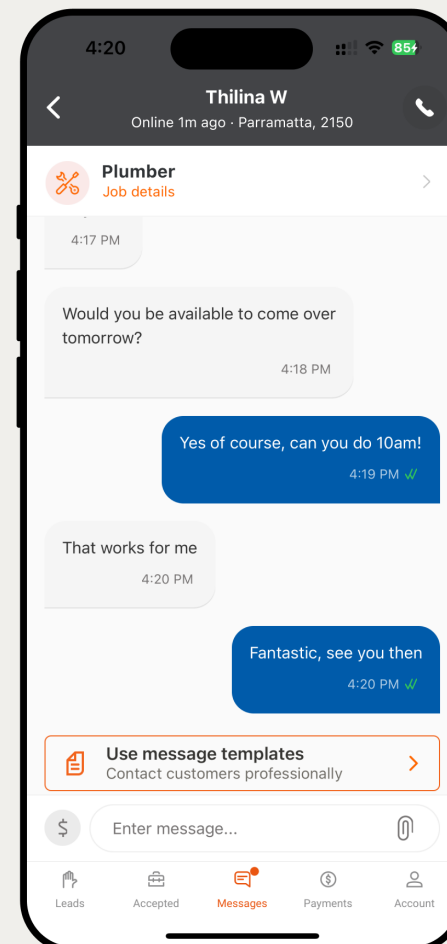 4:20
85
Thilina W
Online 1m ago · Parramatta, 2150
Plumber
Job details
4:17 PM
Would you be available to come over
tomorrow?
4:18 PM
Yes of course, can you do 10am!
4:19 PM
That works for me
4:20 PM
Fantastic, see you then
4:20 PM
Use message templates
Contact customers professionally
$
Enter message...
Leads
Accepted
Messages
Payments
Account